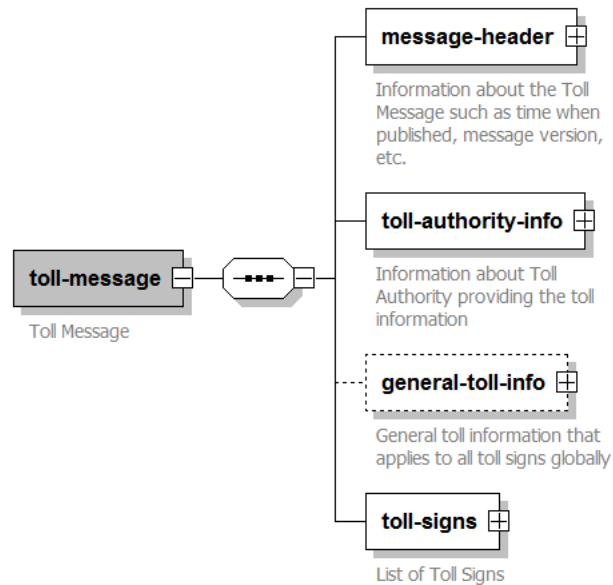 message-header
Information about the Toll
Message such as time when
published, message version,
etc.
toll-authority-info
Information about Toll
Authority providing the toll
information
toll-message
Toll Message
general-toll-info
General toll information that
applies to all toll signs globally
toll-signs
List of Toll Signs